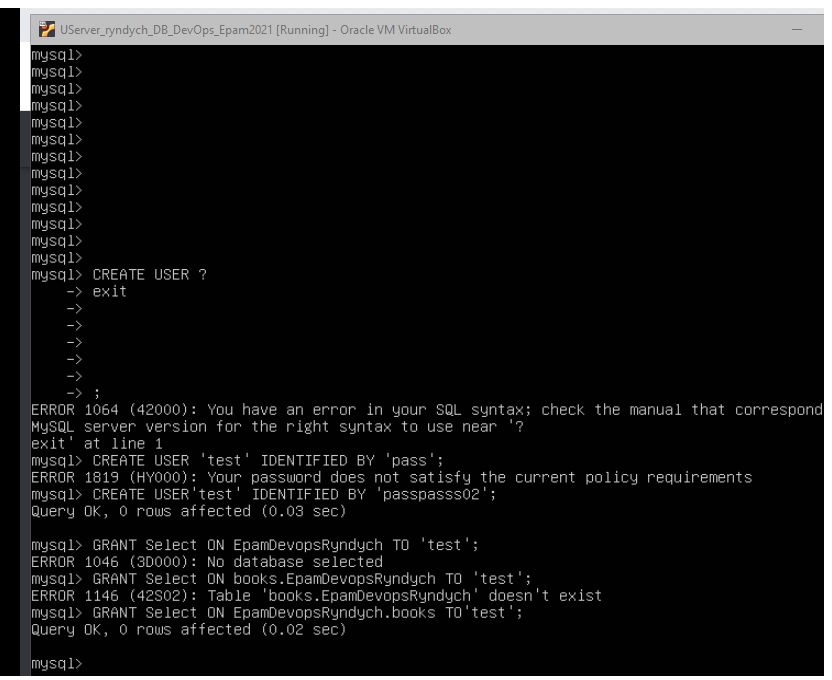 UServer_ryndych_DB_DevOps_Epam2021 [Running] - Oracle VM VirtualBox
mysql>
mysql>
mysql>
mysql>
mysql>
mysql>
mysql>
mysql>
mysql>
mysql>
mysql>
mysql>
mysql>
mysql> CREATE USER ?
-> exit
->
->
->
->
->
-> ;
ERROR 1064 (42000): You have an error in your SQL syntax; check the manual that correspond
MySQL server version for the right syntax to use near '?
exit' at line 1
mysql> CREATE USER 'test' IDENTIFIED BY 'pass';
ERROR 1819 (HY000): Your password does not satisfy the current policy requirements
mysql> CREATE USER'test' IDENTIFIED BY 'passpasss02';
Query OK, 0 rows affected (0.03 sec)
mysql> GRANT Select ON EpamDevopsRyndych TO 'test';
ERROR 1046 (3D000): No database selected
mysql> GRANT Select ON books.EpamDevopsRyndych TO 'test';
ERROR 1146 (42S02): Table 'books.EpamDevopsRyndych' doesn't exist
mysql> GRANT Select ON EpamDevopsRyndych.books TO'test';
Query OK, 0 rows affected (0.02 sec)
mysql>